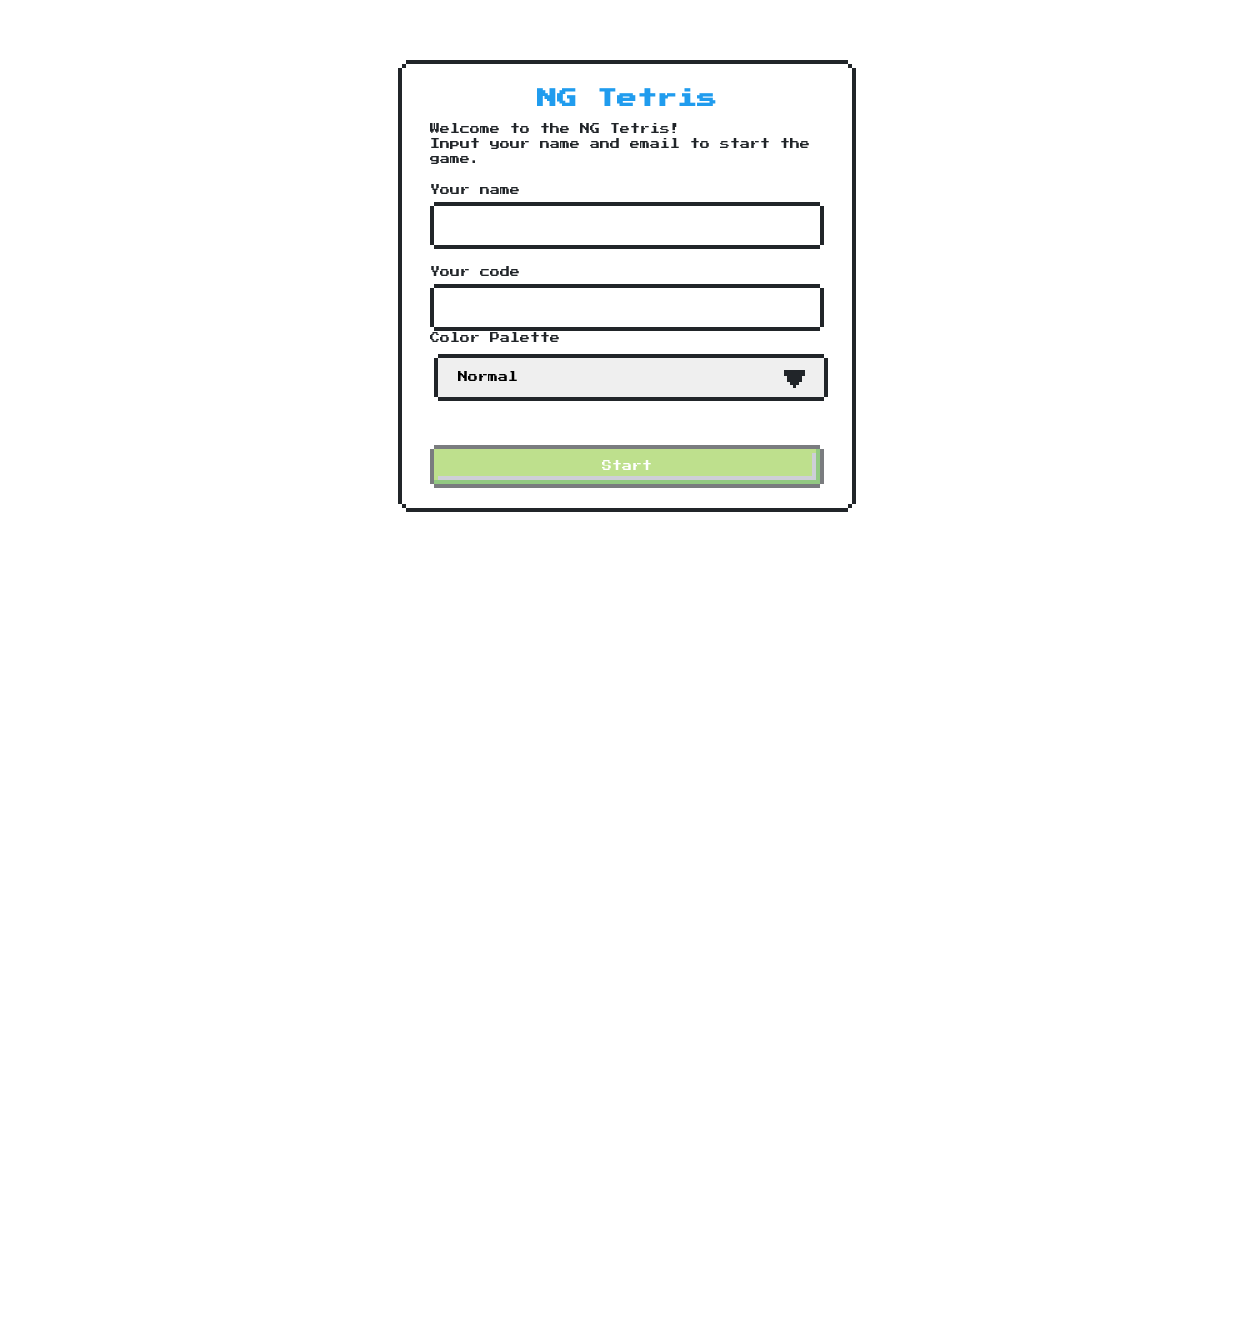 NG Tetris
Welcome to the NG Tetris!
Input your name and email to start the
game.
Your name
Your code
Color Palette
Normal
Start